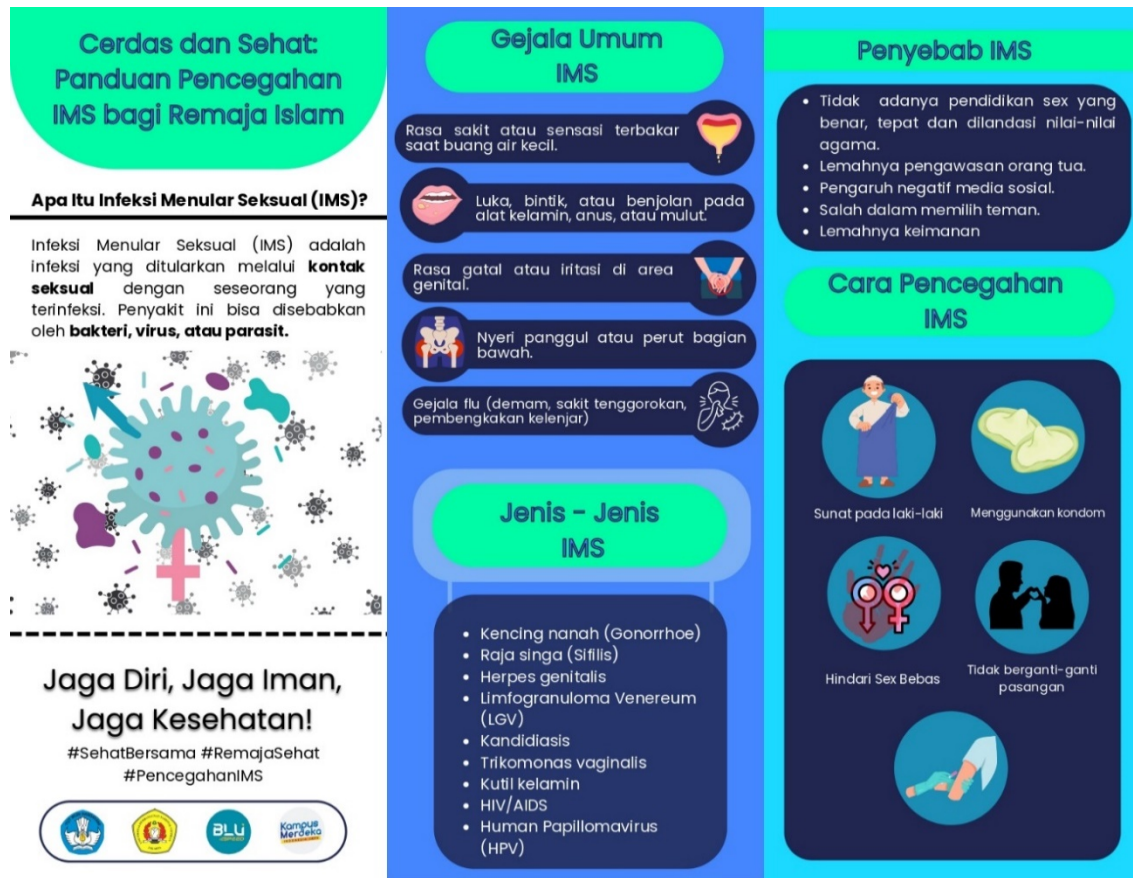 Cerdas dan Sehat:
Panduan Pencegahan
IMS bagi Remaja Islam
Apa Itu Infeksi Menular Seksual (IMS)?
Infeksi Menular Seksual (IMS) adalah
infeksi yang ditularkan melalui kontak
seksual dengan seseorang yang
terinfeksi. Penyakit ini bisa disebabkan
oleh bakteri, virus, atau parasit.
Jaga Diri, Jaga Iman,
Jaga Kesehatan!
#SehatBersama #RemajaSehat
#PencegahanIMS
BLU
Kampus
Merdeka
Gejala Umum
IMS
Rasa sakit atau sensasi terbakar
saat buang air kecil.
Luka, bintik, atau benjolan pada
alat kelamin, anus, atau mulut.
Rasa gatal atau iritasi di area
genital.
Nyeri panggul atau perut bagian
bawah.
Gejala flu (demam, sakit tenggorokan,
pembengkakan kelenjar)
Jenis - Jenis
IMS
• Kencing nanah (Gonorrhoe)
• Raja singa (Sifilis)
• Herpes genitalis
• Limfogranuloma Venereum
(LGV)
• Kandidiasis
• Trikomonas vaginalis
• Kutil kelamin
• HIV/AIDS
• Human Papillomavirus
(HPV)
Penyebab IMS
• Tidak adanya pendidikan sex yang
benar, tepat dan dilandasi nilai-nilai
agama.
• Lemahnya pengawasan orang tua.
• Pengaruh negatif media sosial.
• Salah dalam memilih teman.
• Lemahnya keimanan
Cara Pencegahan
IMS
Sunat pada laki-laki
Menggunakan kondom
Hindari Sex Bebas
Tidak berganti-ganti
pasangan